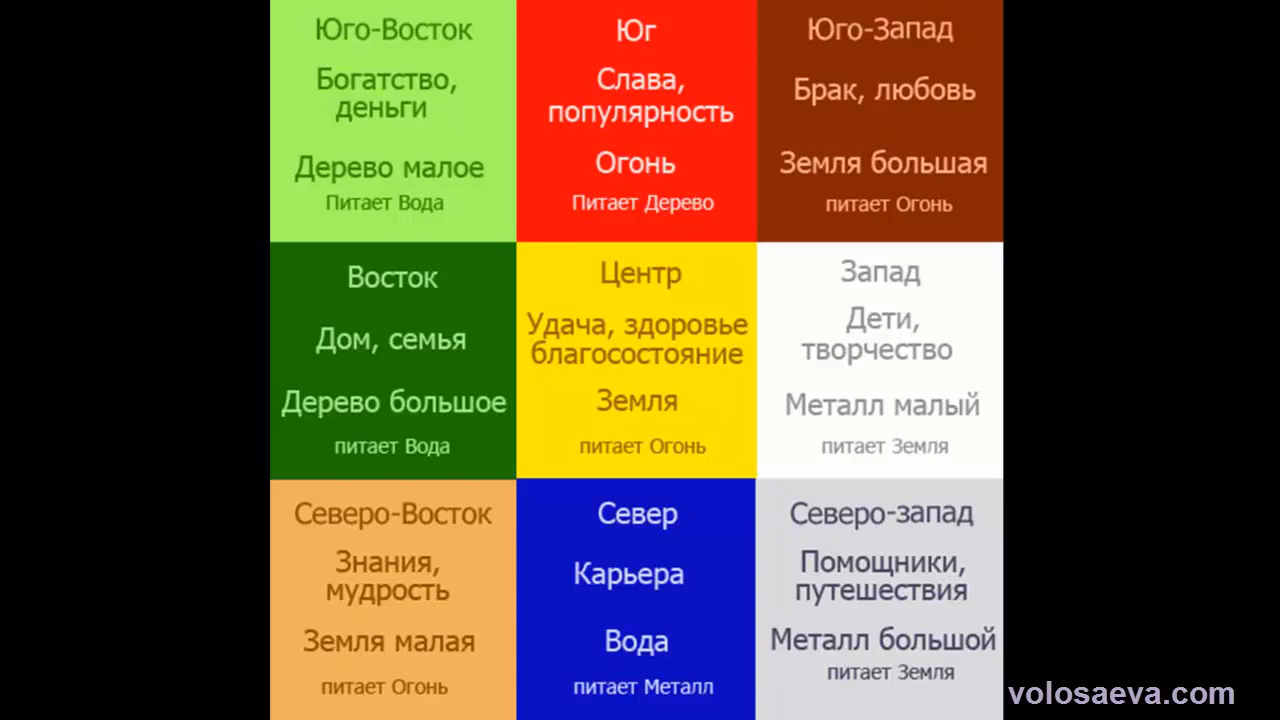 Юго-Восток
Богатство,
деньги
Дерево малое
Питает Вода
Юг
Слава,
популярность
Огонь
Питает Дерево
Юго-Запад
Брак, любовь
Земля большая
питает Огонь
Восток
Дом, семья
Дерево большое
питает Вода
Центр
Удача, здоровье
благосостояние
Земля
питает Огонь
Запад
Дети,
творчество
Металл малый
питает Земля
Северо-Восток
Знания,
мудрость
Земля малая
питает Огонь
Север
Карьера
Вода
питает Металл
Северо-запад
Помощники,
путешествия
Металл большой
питает Земля
volosaeva.com